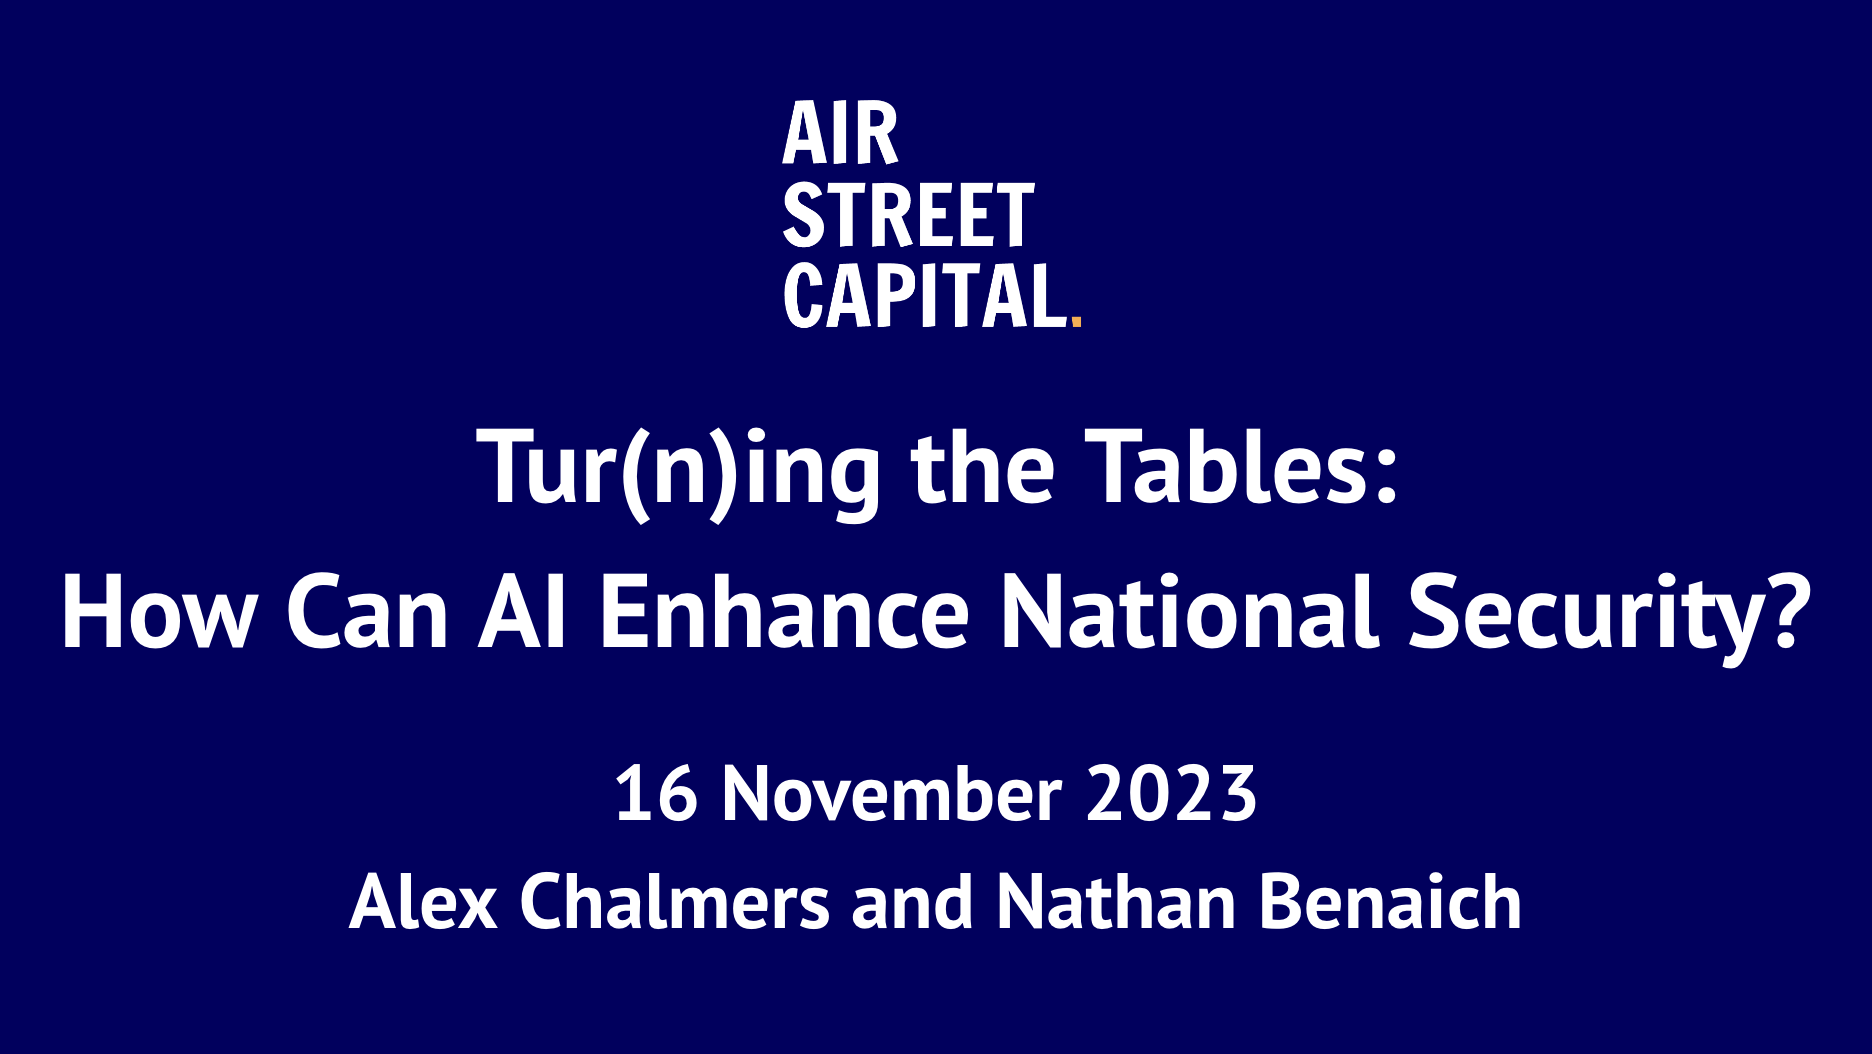 AIR
STREET
CAPITAL.
Tur(n)ing the Tables:
How Can AI Enhance National Security?
16 November 2023
Alex Chalmers and Nathan Benaich